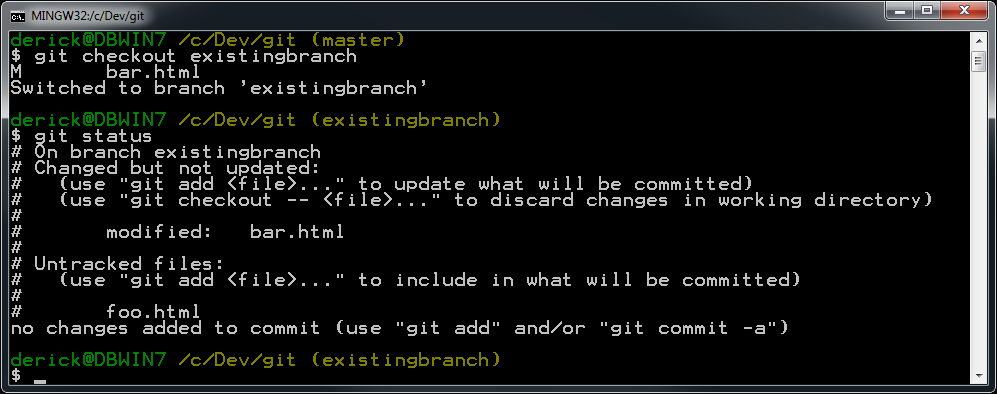 MINGW32:/c/Dev/git
derick@DBWIN7 /c/Dev/git (master)
$ git checkout existingbranch
M       bar.html
Switched to branch 'existingbranch'
derick@DBWIN7 /c/Dev/git (existingbranch)
$ git status
# On branch existingbranch
# Changed but not updated:
#   (use "git add <file>..." to update what will be committed)
#   (use "git checkout -- <file>..." to discard changes in working directory)
#
#       modified:   bar.html
#
# Untracked files:
#   (use "git add <file>..." to include in what will be committed)
#
#       foo.html
no changes added to commit (use "git add" and/or "git commit -a")
derick@DBWIN7 /c/Dev/git (existingbranch)
$ _